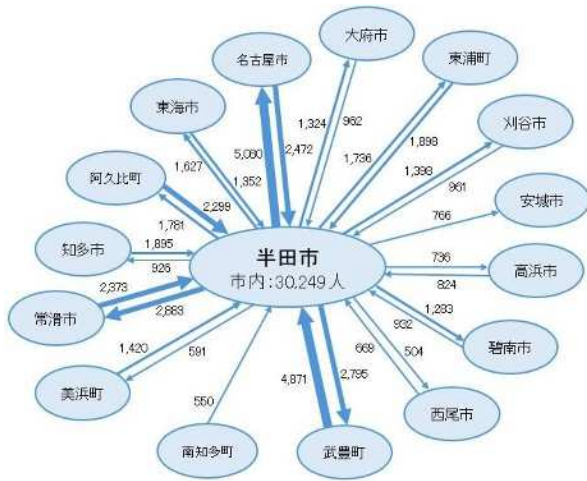 大府市
名古屋市
東浦町
東海市
刈谷市
1,324
962
5,080
2,472
1,898
1,736
1,627
1,352
1,398
961
阿久比町
2,299
1,781
安城市
766
半田市
市内:30,249人
知多市
1,895
926
736
824
高浜市
2,373
2,883
常滑市
1,283
932
碧南市
1,420
591
669
504
美浜町
4,871
2,795
西尾市
550
南知多町
武豊町